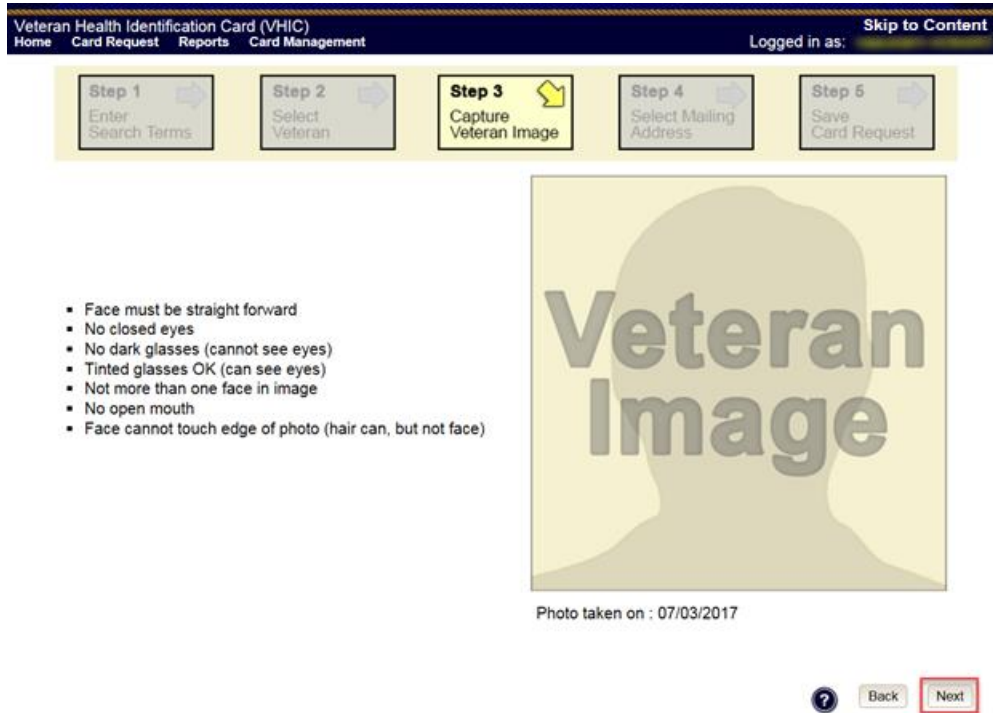 Veteran Health Identification Card (VHIC)
Skip to Content
Home Card Request Reports Card Management
Logged in as:
Step 1
Enter
Search Terms
Step 2
Select
Veteran
Step 3
Capture
Veteran Image
Step 4
Select Mailing
Address
Step 5
Save
Card Request
▪ Face must be straight forward
▪ No closed eyes
▪ No dark glasses (cannot see eyes)
▪ Tinted glasses OK (can see eyes)
▪ Not more than one face in image
▪ No open mouth
▪ Face cannot touch edge of photo (hair can, but not face)
Veteran
Image
Photo taken on : 07/03/2017
? Back Next